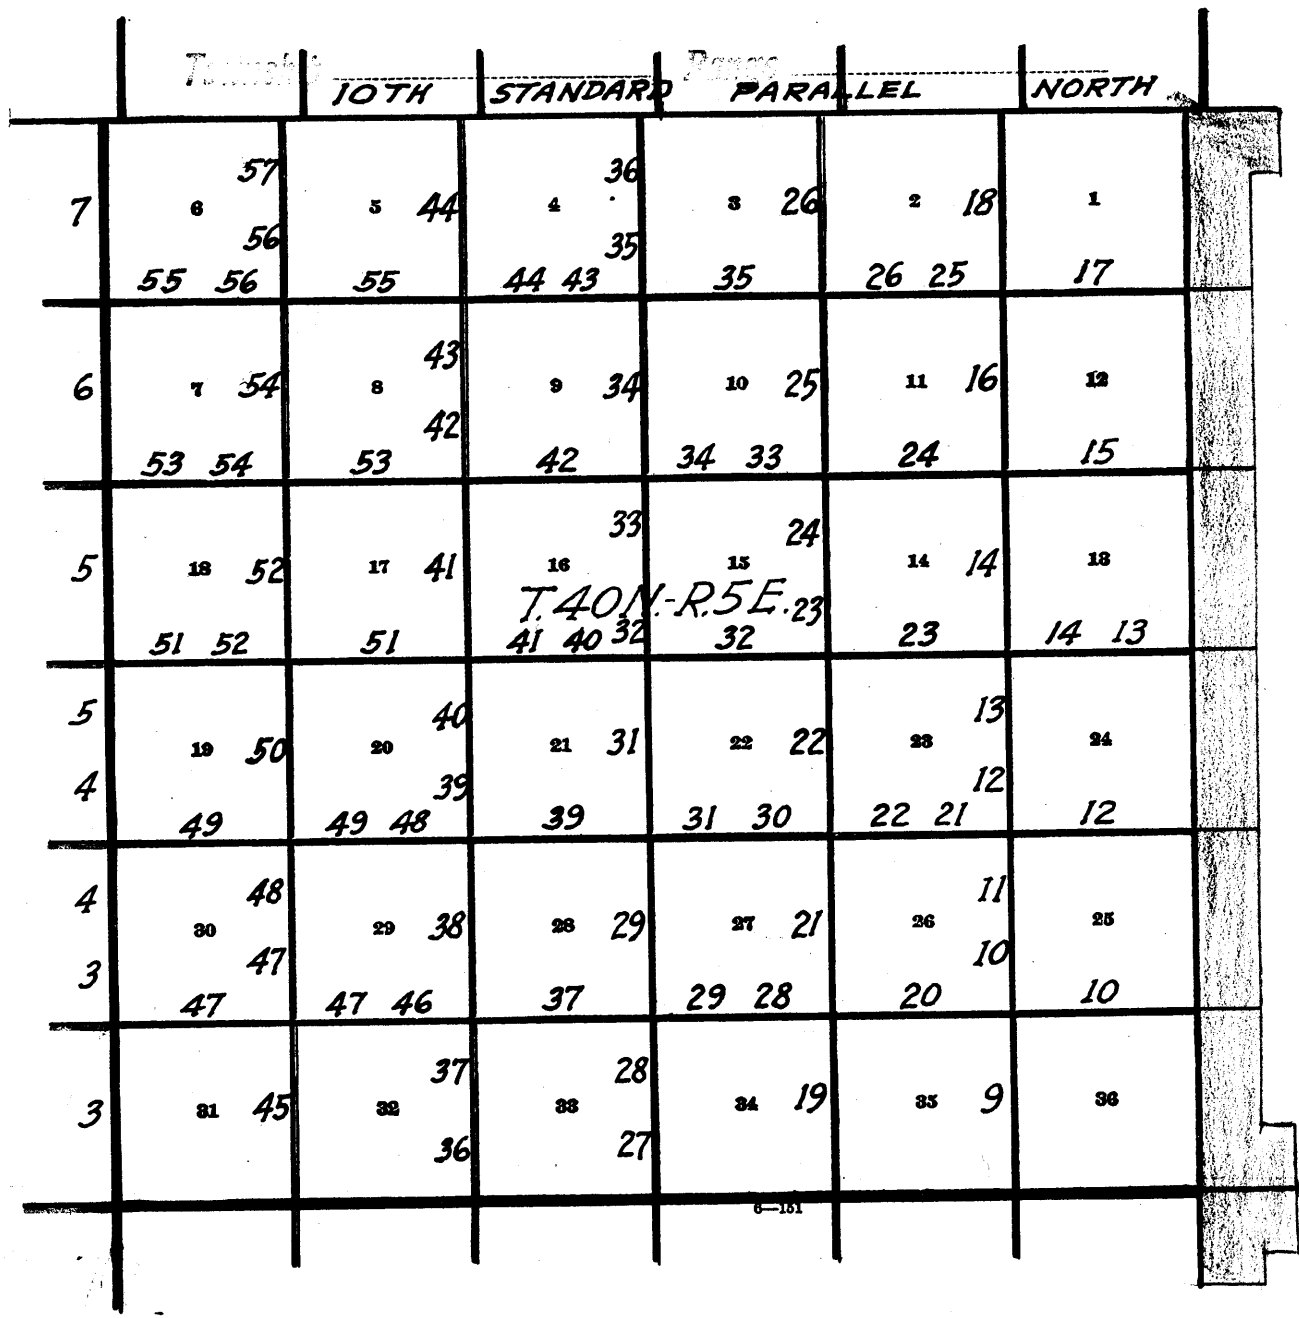 Township Range
10TH STANDARD PARALLEL NORTH
57 36
7 6 5 44 4 3 26 2 18 1
56 35
55 56 55 44 43 35 26 25 17
43
6 7 54 8 9 34 10 25 11 16 12
42
53 54 53 42 34 33 24 15
33 24
5 18 52 17 41 16 15 14 14 13
T.40N.-R.5E. 23
51 52 51 41 40 32 32 23 14 13
5 40 13
19 50 20 21 31 22 22 23 24
4 39 12
49 49 48 39 31 30 22 21 12
4 48 11
30 29 38 28 29 27 21 26 25
3 47 10
47 47 46 37 29 28 20 10
37 28
3 31 45 32 33 34 19 35 9 36
36 27
6—151